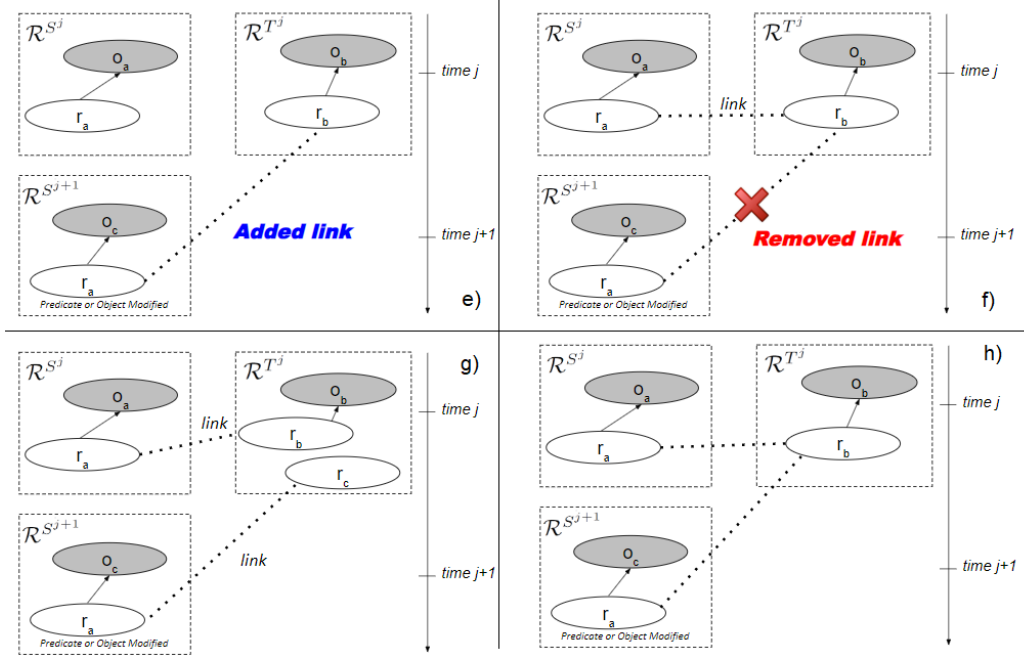 R^{S^j}
R^{T^j}
o_a
o_b
r_a
r_b
time j
R^{S^{j+1}}
o_c
r_a
Predicate or Object Modified
Added link
time j+1
e)
R^{S^j}
R^{T^j}
o_a
o_b
link
r_a
r_b
time j
R^{S^{j+1}}
o_c
r_a
Predicate or Object Modified
Removed link
time j+1
f)
g)
R^{S^j}
R^{T^j}
o_a
o_b
link
r_a
r_b
r_c
time j
R^{S^{j+1}}
o_c
r_a
Predicate or Object Modified
link
time j+1
h)
R^{S^j}
R^{T^j}
o_a
o_b
r_a
r_b
time j
R^{S^{j+1}}
o_c
r_a
Predicate or Object Modified
time j+1